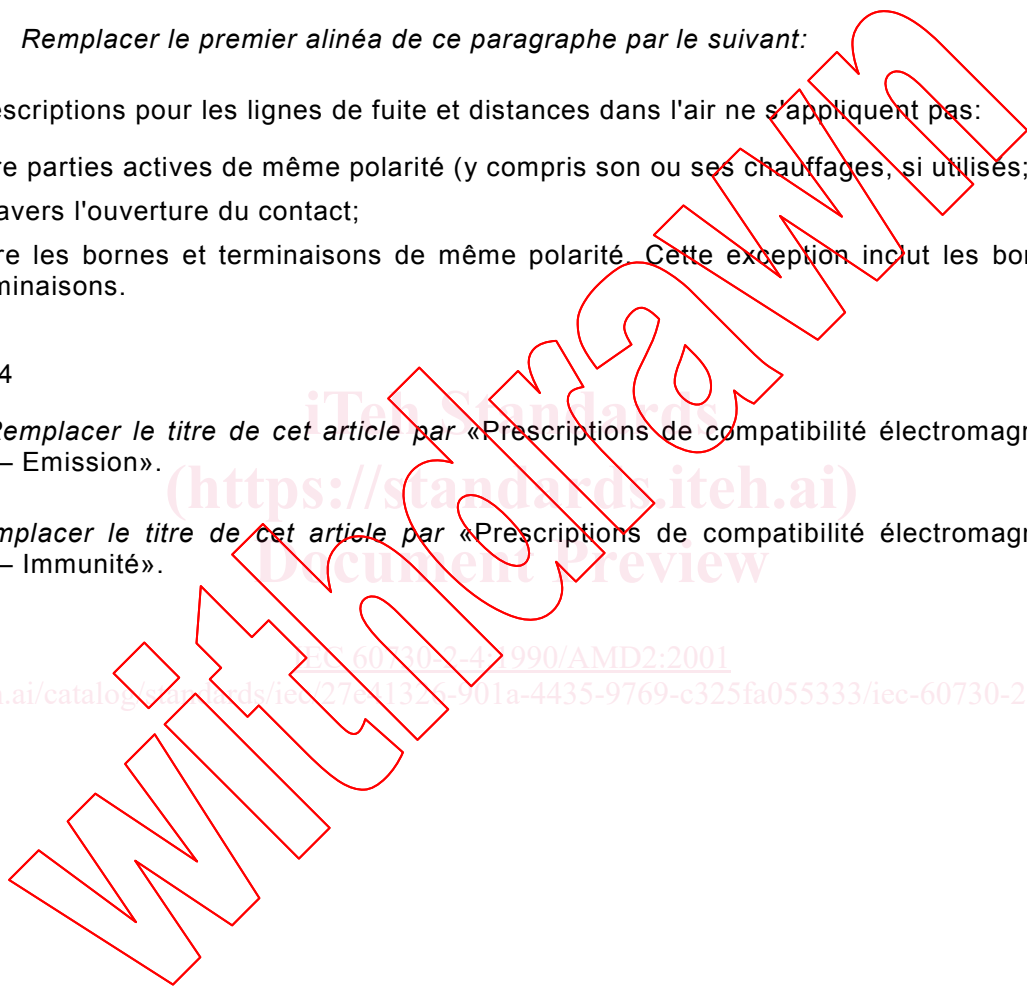 Remplacer le premier alinéa de ce paragraphe par le suivant:
escriptions pour les lignes de fuite et distances dans l'air ne s'appliquent pas:
re parties actives de même polarité (y compris son ou ses chauffages, si utilisés;
avers l'ouverture du contact;
re les bornes et terminaisons de même polarité. Cette exception inclut les bor
minaisons.
4
Remplacer le titre de cet article par «Prescriptions de compatibilité électromagn
– Emission».
mplacer le titre de cet article par «Prescriptions de compatibilité électromagn
– Immunité».
iTeh Standards
(https://standards.iteh.ai)
Document Preview
IEC 60730-2-4:1990/AMD2:2001
n.ai/catalog/standards/iec/27e41326-901a-4435-9769-c325fa055333/iec-60730-2
withdrawn